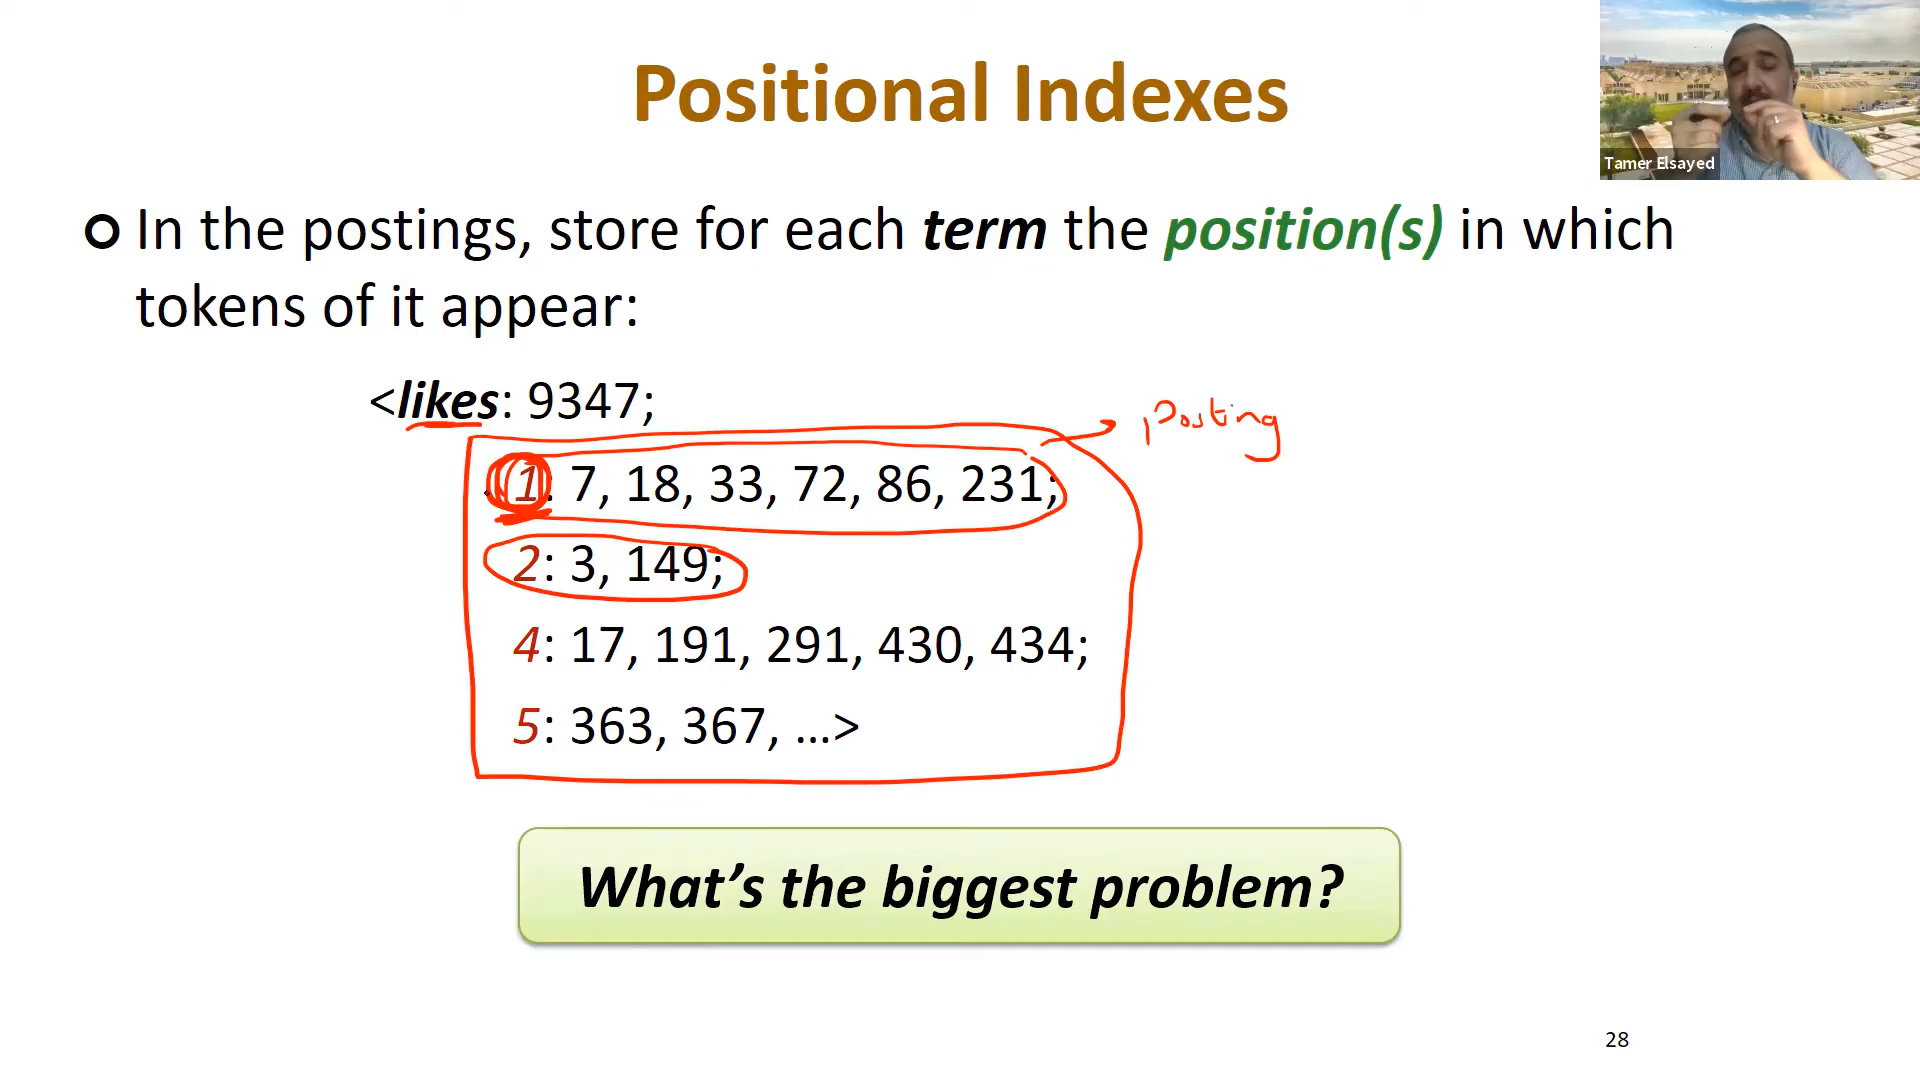 Positional Indexes
Tamer Elsayed
In the postings, store for each term the position(s) in which
tokens of it appear:
<likes: 9347;
Posting
1: 7, 18, 33, 72, 86, 231;
2: 3, 149;
4: 17, 191, 291, 430, 434;
5: 363, 367, ...>
What's the biggest problem?
28